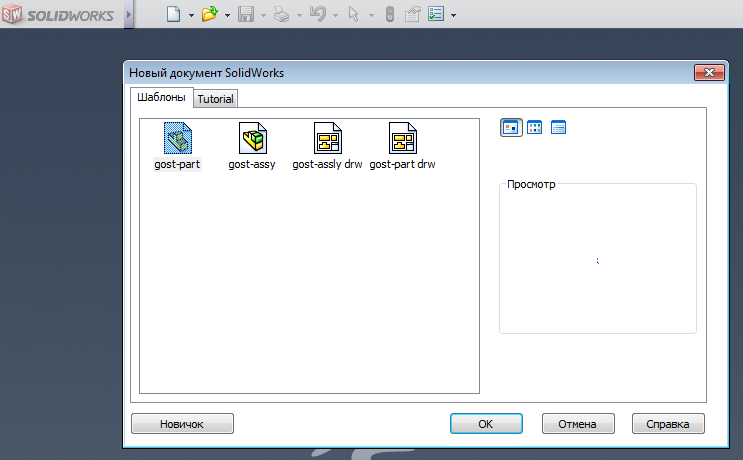 SW SOLIDWORKS
Новый документ SolidWorks
Шаблоны Tutorial
gost-part gost-assy gost-assly drw gost-part drw
Просмотр
Новичок OK Отмена Справка